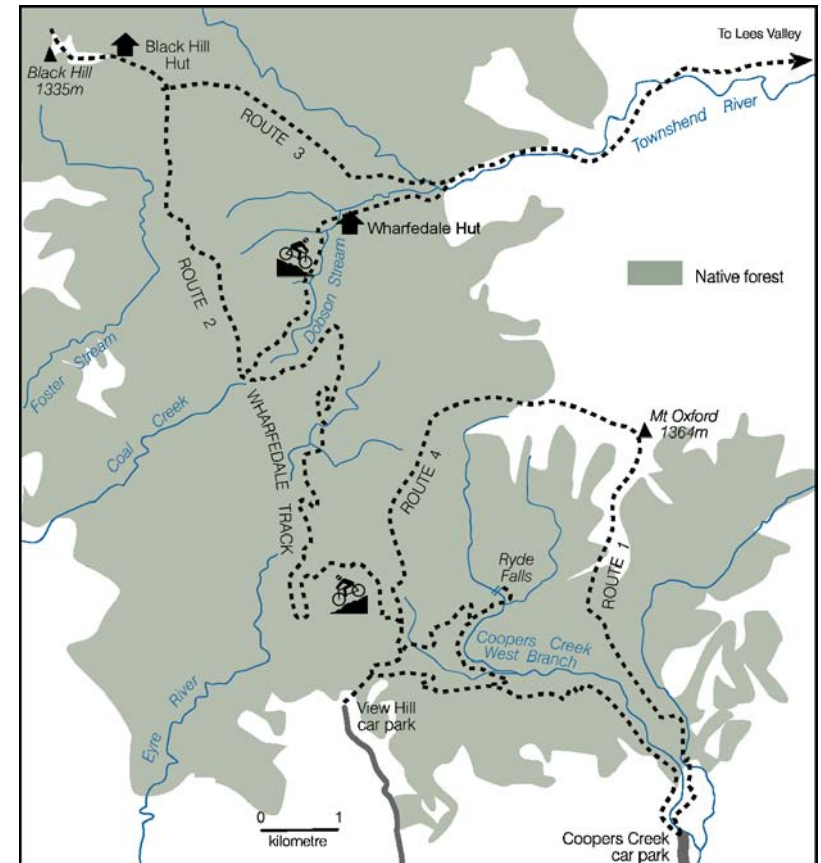 To Lees Valley
Black Hill
Hut
Black Hill
1335m
Townshend River
ROUTE 3
Wharfedale Hut
Native forest
ROUTE 2
Dobson Stream
Foster Stream
Coal Creek
WHARFEDALE TRACK
Mt Oxford
1364m
ROUTE 4
Ryde
Falls
ROUTE 1
Coopers Creek
West Branch
Eyre River
View Hill
car park
0 1
kilometre
Coopers Creek
car park